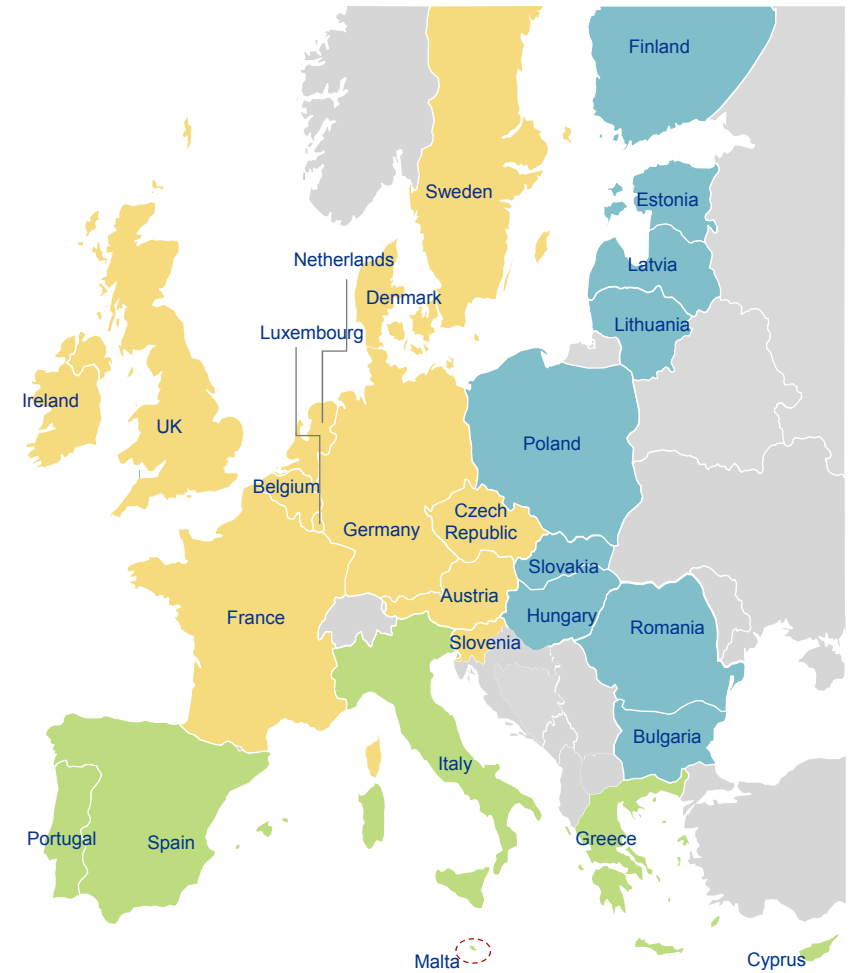 Finland
Sweden
Estonia
Netherlands
Latvia
Denmark
Lithuania
Luxembourg
Ireland
UK
Poland
Belgium
Czech
Republic
Germany
Slovakia
Austria
Hungary
France
Romania
Slovenia
Bulgaria
Italy
Portugal
Spain
Greece
Malta
Cyprus